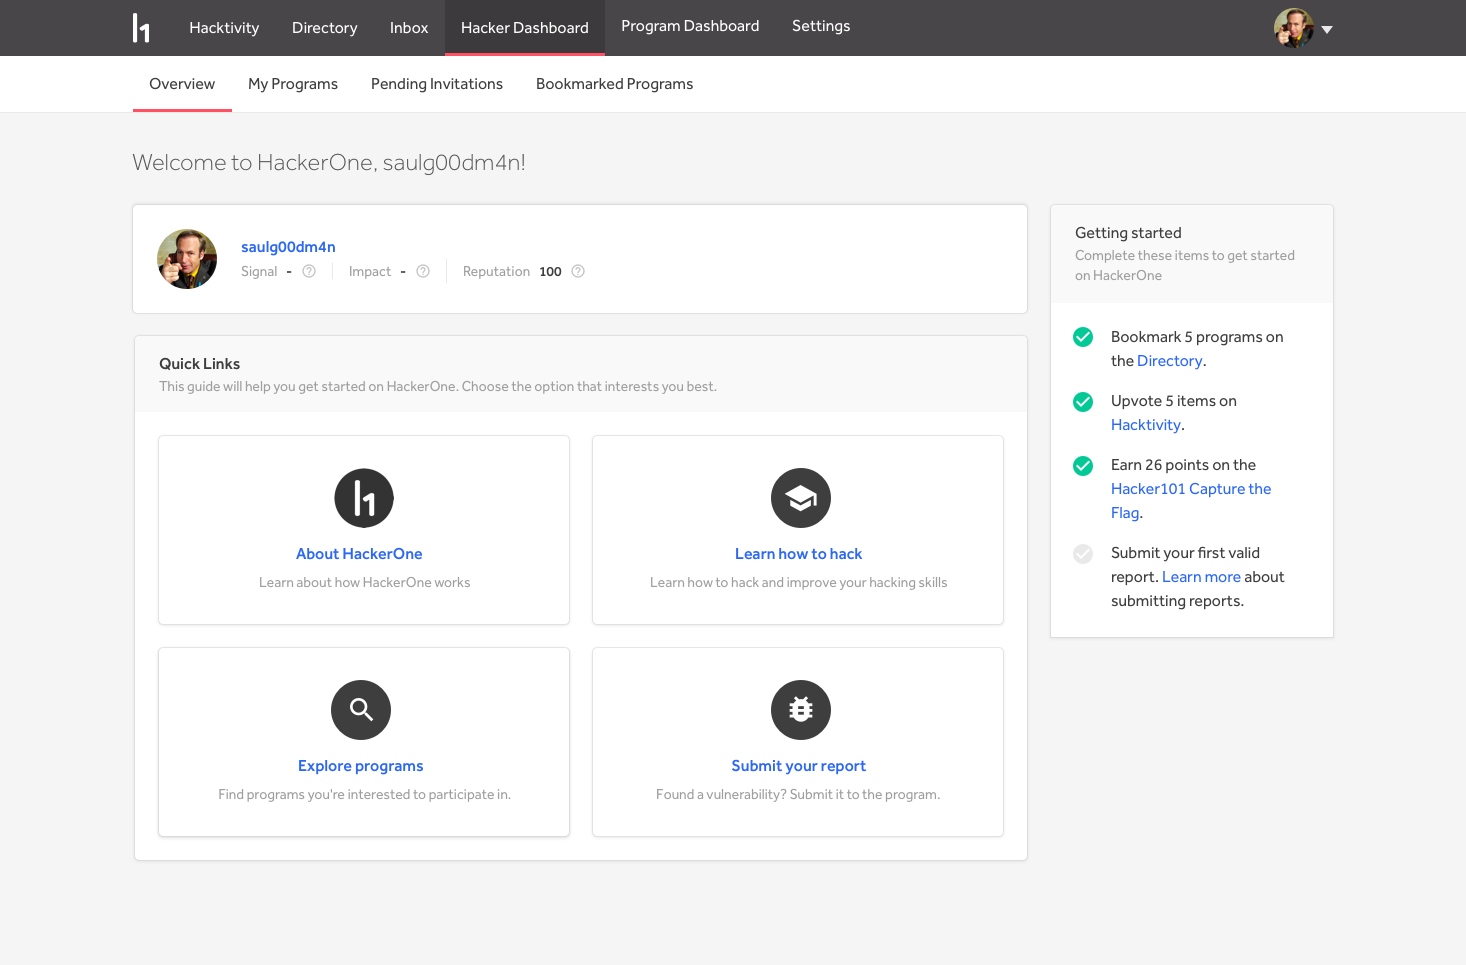 Hacktivity Directory Inbox Hacker Dashboard Program Dashboard Settings
Overview My Programs Pending Invitations Bookmarked Programs
Welcome to HackerOne, saulg00dm4n!
saulg00dm4n
Signal - Impact - Reputation 100
Quick Links
This guide will help you get started on HackerOne. Choose the option that interests you best.
About HackerOne
Learn about how HackerOne works
Learn how to hack
Learn how to hack and improve your hacking skills
Explore programs
Find programs you're interested to participate in.
Submit your report
Found a vulnerability? Submit it to the program.
Getting started
Complete these items to get started
on HackerOne
Bookmark 5 programs on
the Directory.
Upvote 5 items on
Hacktivity.
Earn 26 points on the
Hacker101 Capture the
Flag.
Submit your first valid
report. Learn more about
submitting reports.